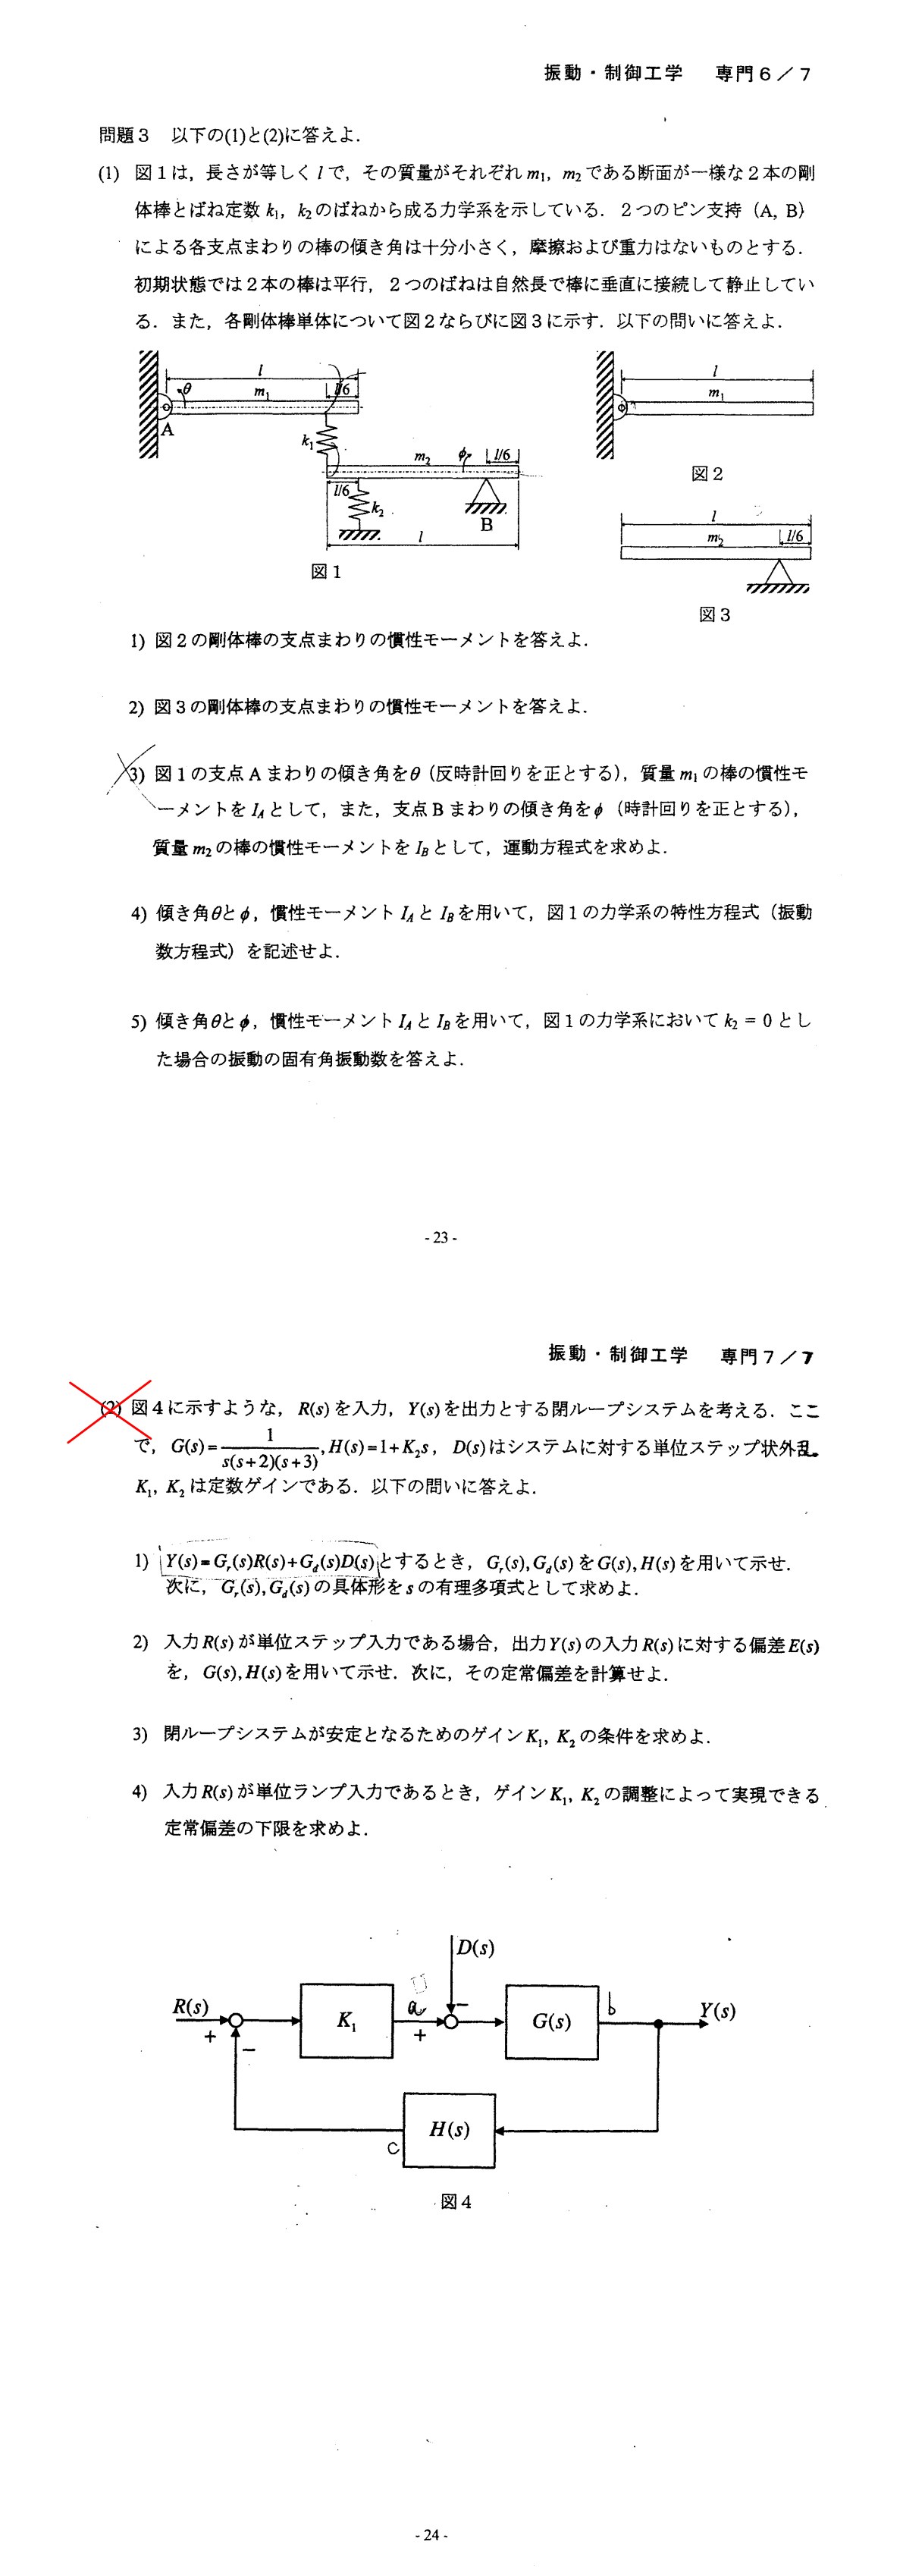 振動・制御工学　専門６／７
問題３　以下の(1)と(2)に答えよ．
(1) 図１は，長さが等しく l で，その質量がそれぞれ m₁，m₂ である断面が一様な２本の剛
体棒とばね定数 k₁，k₂ のばねから成る力学系を示している．２つのピン支持（A, B）
による各支点まわりの棒の傾き角は十分小さく，摩擦および重力はないものとする．
初期状態では２本の棒は平行，２つのばねは自然長で棒に垂直に接続して静止してい
る．また，各剛体棒単体について図２ならびに図３に示す．以下の問いに答えよ．
l
θ
m₁
l/6
A
k₁
m₂
φ
l/6
l/6
k₂
B
l
図１
l
m₁
図２
l
m₂
l/6
図３
1) 図２の剛体棒の支点まわりの慣性モーメントを答えよ．
2) 図３の剛体棒の支点まわりの慣性モーメントを答えよ．
3) 図１の支点 A まわりの傾き角を θ（反時計回りを正とする），質量 m₁ の棒の慣性モ
ーメントを I_A として，また，支点 B まわりの傾き角を φ（時計回りを正とする），
質量 m₂ の棒の慣性モーメントを I_B として，運動方程式を求めよ．
4) 傾き角 θ と φ，慣性モーメント I_A と I_B を用いて，図１の力学系の特性方程式（振動
数方程式）を記述せよ．
5) 傾き角 θ と φ，慣性モーメント I_A と I_B を用いて，図１の力学系において k₂ = 0 とし
た場合の振動の固有角振動数を答えよ．
- 23 -
振動・制御工学　専門７／７
(2) 図４に示すような，R(s)を入力，Y(s)を出力とする閉ループシステムを考える．ここ
で，G(s)=1/(s(s+2)(s+3)), H(s)=1+K₂s，D(s)はシステムに対する単位ステップ状外乱．
K₁，K₂ は定数ゲインである．以下の問いに答えよ．
1) Y(s)=Gᵣ(s)R(s)+G_d(s)D(s)とするとき，Gᵣ(s),G_d(s)をG(s),H(s)を用いて示せ．
次に，Gᵣ(s),G_d(s)の具体形を s の有理多項式として求めよ．
2) 入力R(s)が単位ステップ入力である場合，出力Y(s)の入力R(s)に対する偏差E(s)
を，G(s),H(s)を用いて示せ．次に，その定常偏差を計算せよ．
3) 閉ループシステムが安定となるためのゲインK₁，K₂ の条件を求めよ．
4) 入力R(s)が単位ランプ入力であるとき，ゲインK₁，K₂ の調整によって実現できる
定常偏差の下限を求めよ．
D(s)
R(s)
+
−
K₁
a
+
−
G(s)
b
Y(s)
H(s)
c
図４
- 24 -